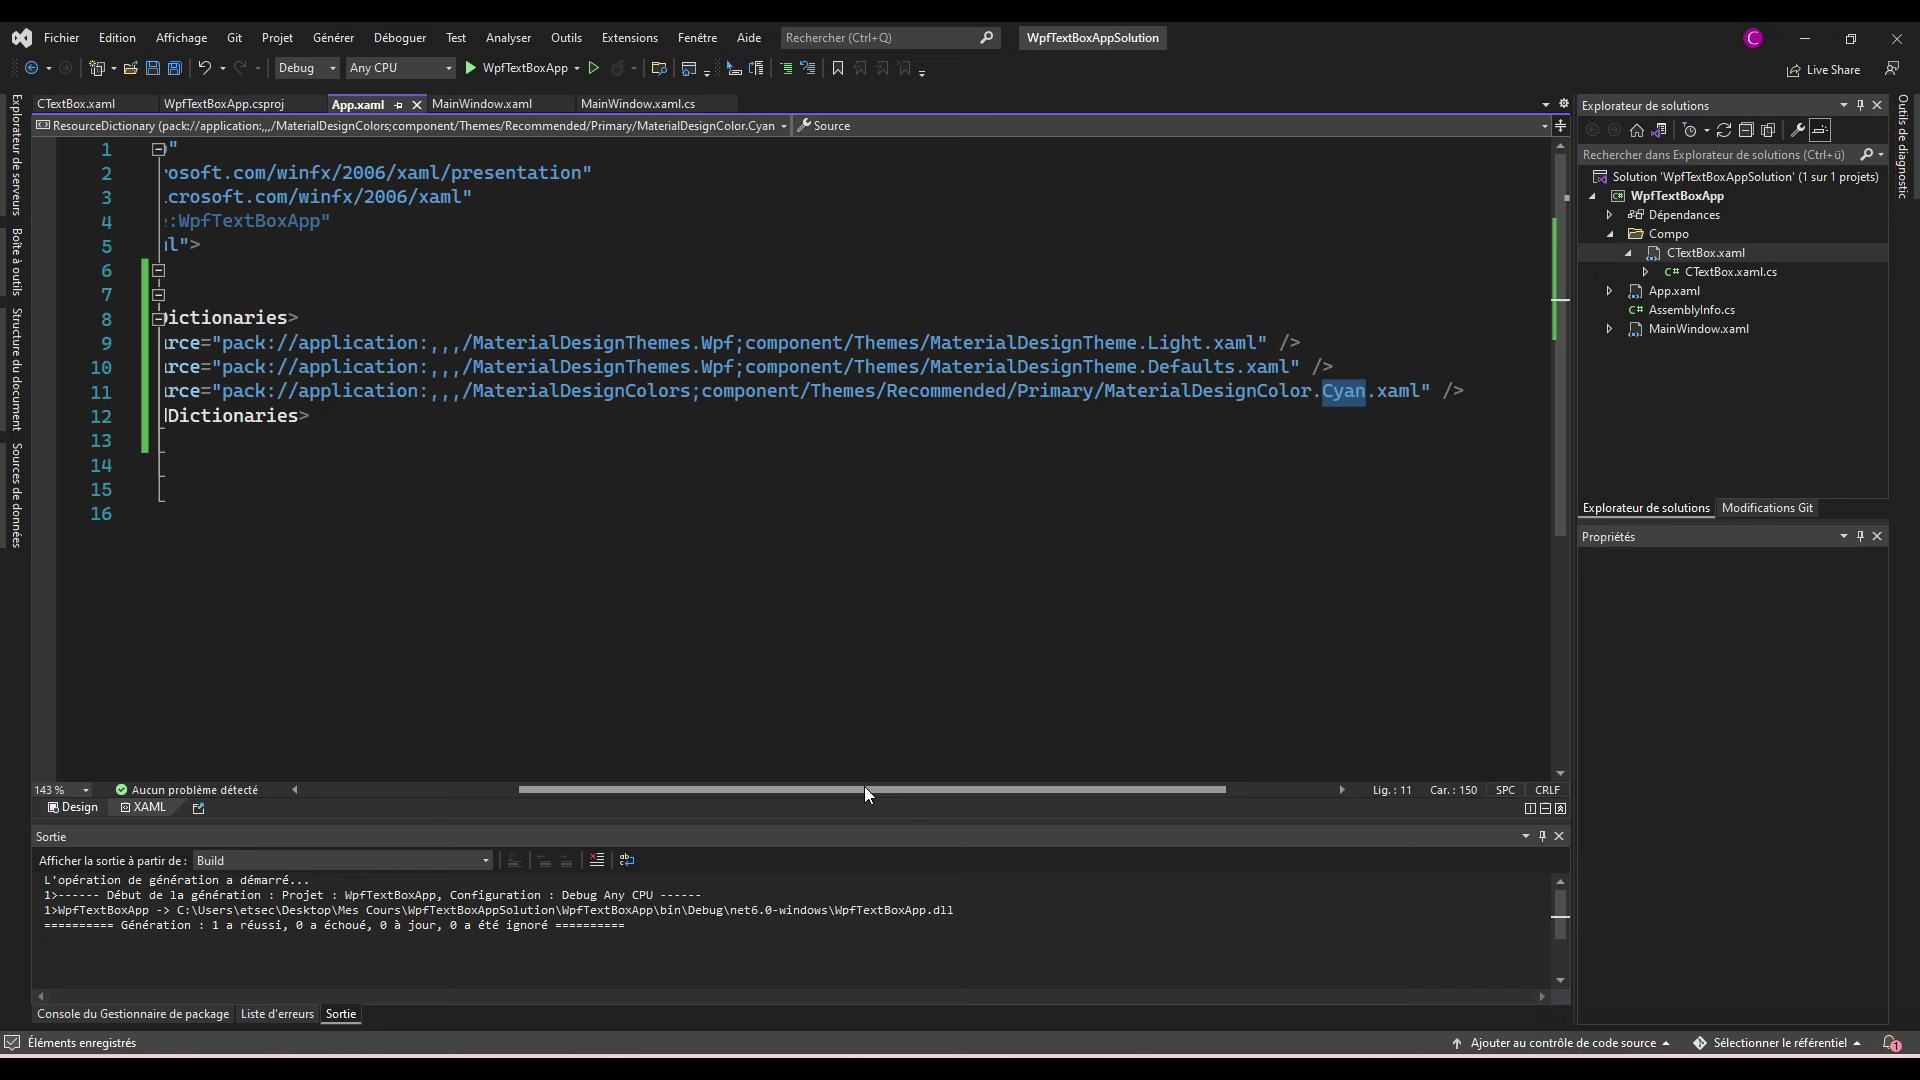 Fichier Edition Affichage Git Projet Générer Déboguer Test Analyser Outils Extensions Fenêtre Aide Rechercher (Ctrl+Q) WpfTextBoxAppSolution C
Debug Any CPU WpfTextBoxApp Live Share
CTextBox.xaml WpfTextBoxApp.csproj App.xaml MainWindow.xaml MainWindow.xaml.cs
ResourceDictionary (pack://application:,,,/MaterialDesignColors;component/Themes/Recommended/Primary/MaterialDesignColor.Cyan Source
Explorateur de serveurs
Boîte à outils
Structure du document
Sources de données
1 "
2 rosoft.com/winfx/2006/xaml/presentation"
3 crosoft.com/winfx/2006/xaml"
4 :WpfTextBoxApp"
5 l">
6
7
8 ictionaries>
9 rce="pack://application:,,,/MaterialDesignThemes.Wpf;component/Themes/MaterialDesignTheme.Light.xaml" />
10 rce="pack://application:,,,/MaterialDesignThemes.Wpf;component/Themes/MaterialDesignTheme.Defaults.xaml" />
11 rce="pack://application:,,,/MaterialDesignColors;component/Themes/Recommended/Primary/MaterialDesignColor.Cyan.xaml" />
12 Dictionaries>
13
14
15
16
143 % Aucun problème détecté Lig. : 11 Car. : 150 SPC CRLF
Design XAML
Sortie
Afficher la sortie à partir de : Build
L'opération de génération a démarré...
1>------ Début de la génération : Projet : WpfTextBoxApp, Configuration : Debug Any CPU ------
1>WpfTextBoxApp -> C:\Users\etsec\Desktop\Mes Cours\WpfTextBoxAppSolution\WpfTextBoxApp\bin\Debug\net6.0-windows\WpfTextBoxApp.dll
========== Génération : 1 a réussi, 0 a échoué, 0 à jour, 0 a été ignoré ==========
Console du Gestionnaire de package Liste d'erreurs Sortie
Explorateur de solutions
Rechercher dans Explorateur de solutions (Ctrl+ü)
Solution 'WpfTextBoxAppSolution' (1 sur 1 projets)
WpfTextBoxApp
Dépendances
Compo
CTextBox.xaml
C# CTextBox.xaml.cs
App.xaml
C# AssemblyInfo.cs
MainWindow.xaml
Explorateur de solutions Modifications Git
Propriétés
Outils de diagnostic
Éléments enregistrés Ajouter au contrôle de code source Sélectionner le référentiel 1